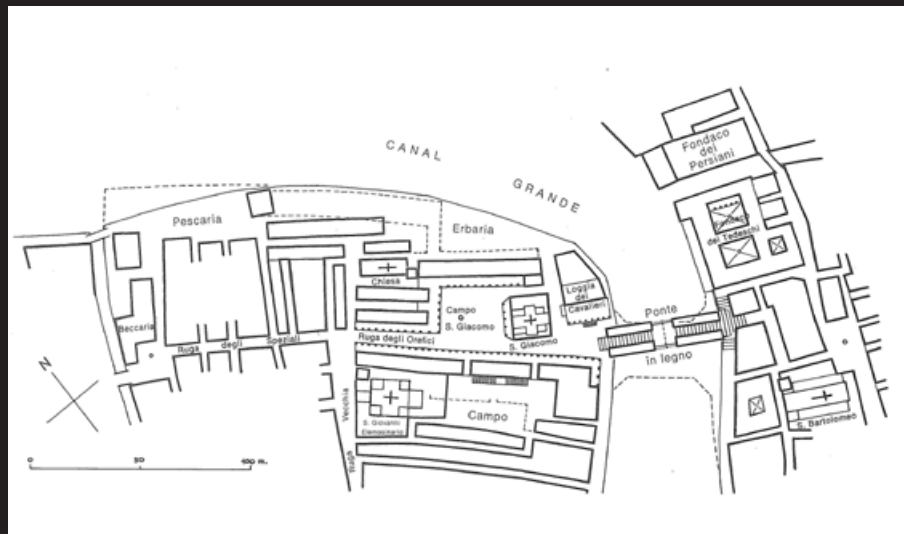 CANAL
GRANDE
Fondaco
dei
Persiani
Pescaria
Erbaria
Fondaco
dei Tedeschi
Chiesa
Loggia
dei
Cavalieri
Campo
S. Giacomo
Ponte
Beccaria
Ruga degli Speziali
Ruga degli Orefici
S. Giacomo
in legno
N
Ruga Vecchia
S. Giovanni
Elemosinario
Campo
S. Bartolomeo
0 50 100 m.